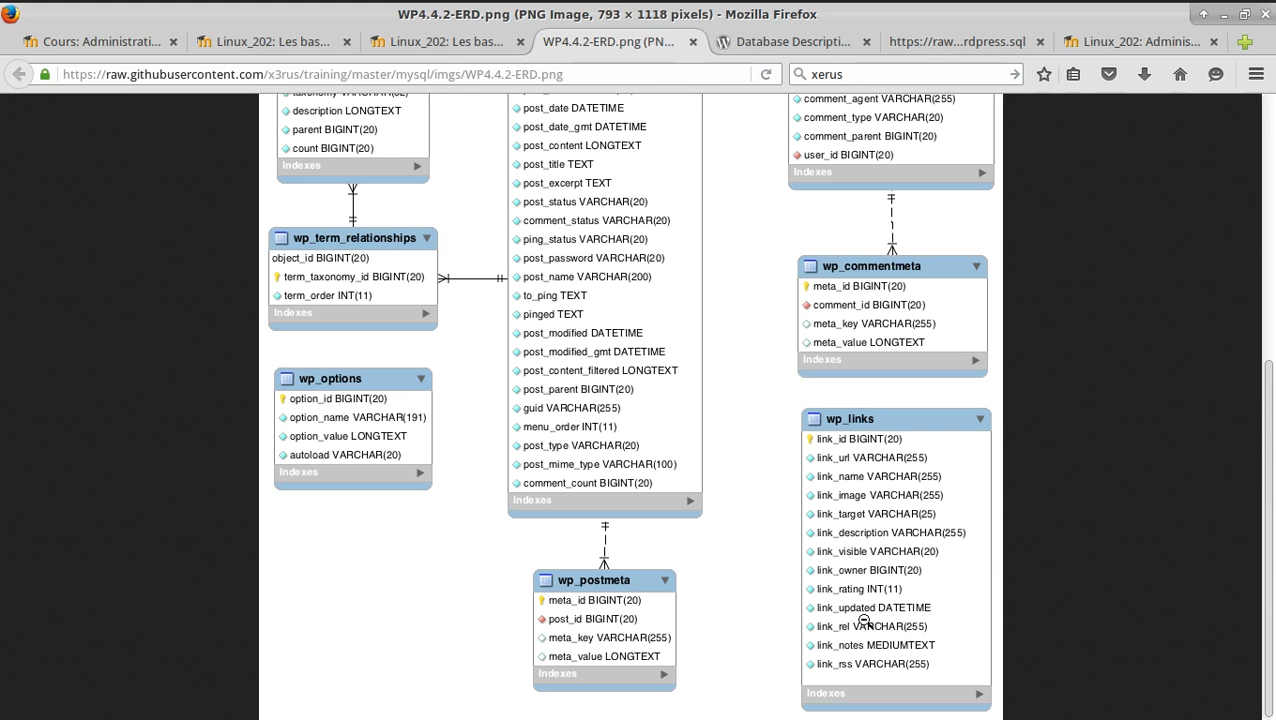 WP4.4.2-ERD.png (PNG Image, 793 × 1118 pixels) - Mozilla Firefox
Cours: Administrati...
Linux_202: Les bas...
Linux_202: Les bas...
WP4.4.2-ERD.png (PN...
Database Descripti...
https://raw...rdpress.sql
Linux_202: Adminis...
https://raw.githubusercontent.com/x3rus/training/master/mysql/imgs/WP4.4.2-ERD.png
xerus
description LONGTEXT
parent BIGINT(20)
count BIGINT(20)
Indexes
wp_term_relationships
object_id BIGINT(20)
term_taxonomy_id BIGINT(20)
term_order INT(11)
Indexes
wp_options
option_id BIGINT(20)
option_name VARCHAR(191)
option_value LONGTEXT
autoload VARCHAR(20)
Indexes
post_date DATETIME
post_date_gmt DATETIME
post_content LONGTEXT
post_title TEXT
post_excerpt TEXT
post_status VARCHAR(20)
comment_status VARCHAR(20)
ping_status VARCHAR(20)
post_password VARCHAR(20)
post_name VARCHAR(200)
to_ping TEXT
pinged TEXT
post_modified DATETIME
post_modified_gmt DATETIME
post_content_filtered LONGTEXT
post_parent BIGINT(20)
guid VARCHAR(255)
menu_order INT(11)
post_type VARCHAR(20)
post_mime_type VARCHAR(100)
comment_count BIGINT(20)
Indexes
wp_postmeta
meta_id BIGINT(20)
post_id BIGINT(20)
meta_key VARCHAR(255)
meta_value LONGTEXT
Indexes
comment_agent VARCHAR(255)
comment_type VARCHAR(20)
comment_parent BIGINT(20)
user_id BIGINT(20)
Indexes
wp_commentmeta
meta_id BIGINT(20)
comment_id BIGINT(20)
meta_key VARCHAR(255)
meta_value LONGTEXT
Indexes
wp_links
link_id BIGINT(20)
link_url VARCHAR(255)
link_name VARCHAR(255)
link_image VARCHAR(255)
link_target VARCHAR(25)
link_description VARCHAR(255)
link_visible VARCHAR(20)
link_owner BIGINT(20)
link_rating INT(11)
link_updated DATETIME
link_rel VARCHAR(255)
link_notes MEDIUMTEXT
link_rss VARCHAR(255)
Indexes